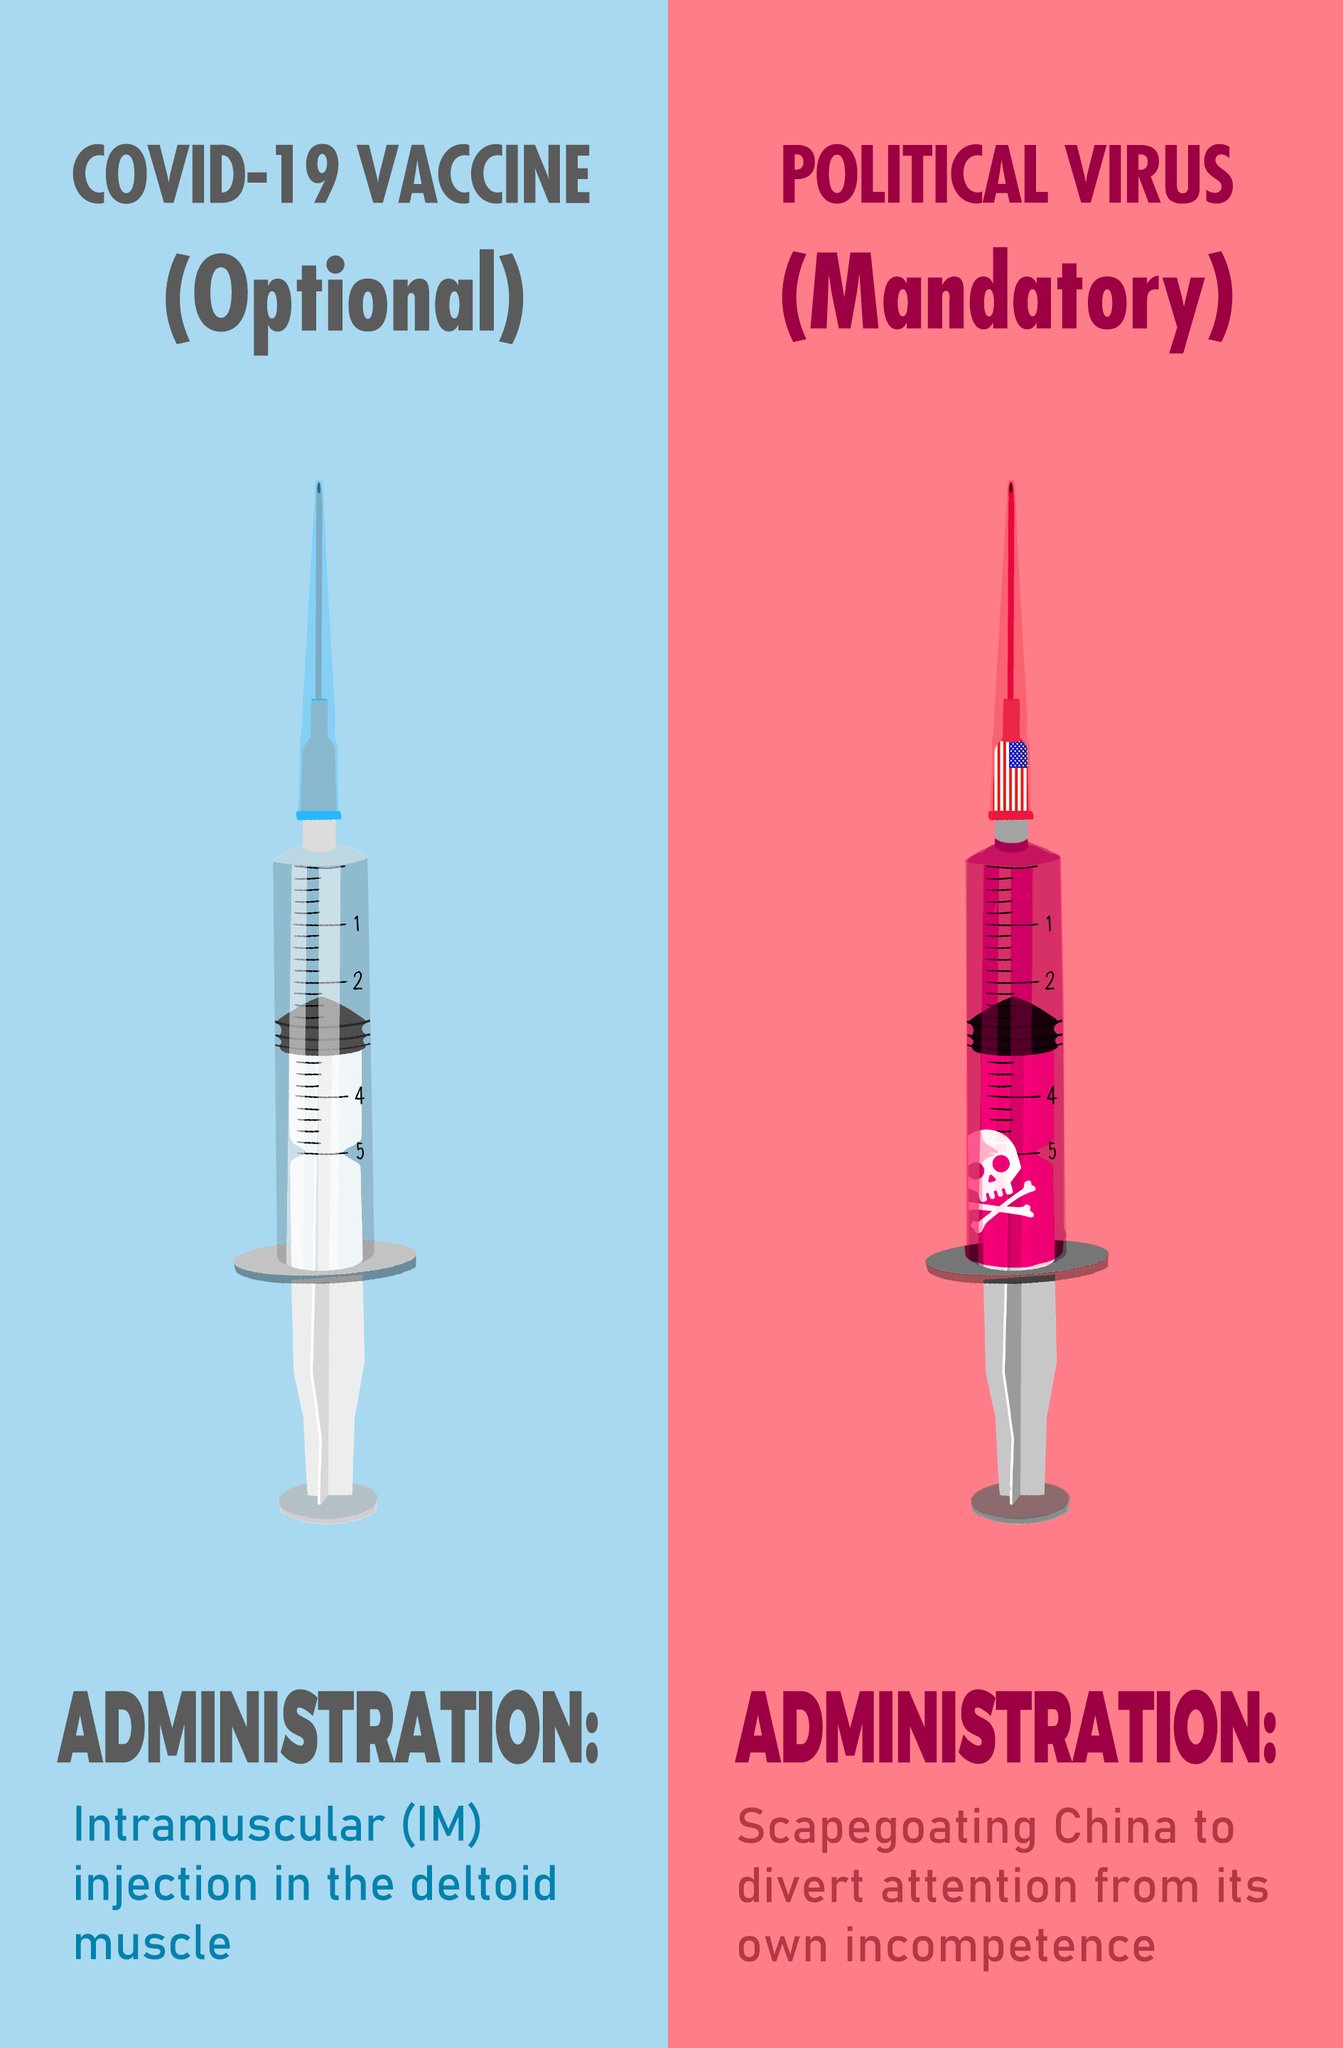 COVID-19 VACCINE
(Optional)
1
2
4
5
ADMINISTRATION:
Intramuscular (IM)
injection in the deltoid
muscle
POLITICAL VIRUS
(Mandatory)
1
2
4
5
ADMINISTRATION:
Scapegoating China to
divert attention from its
own incompetence